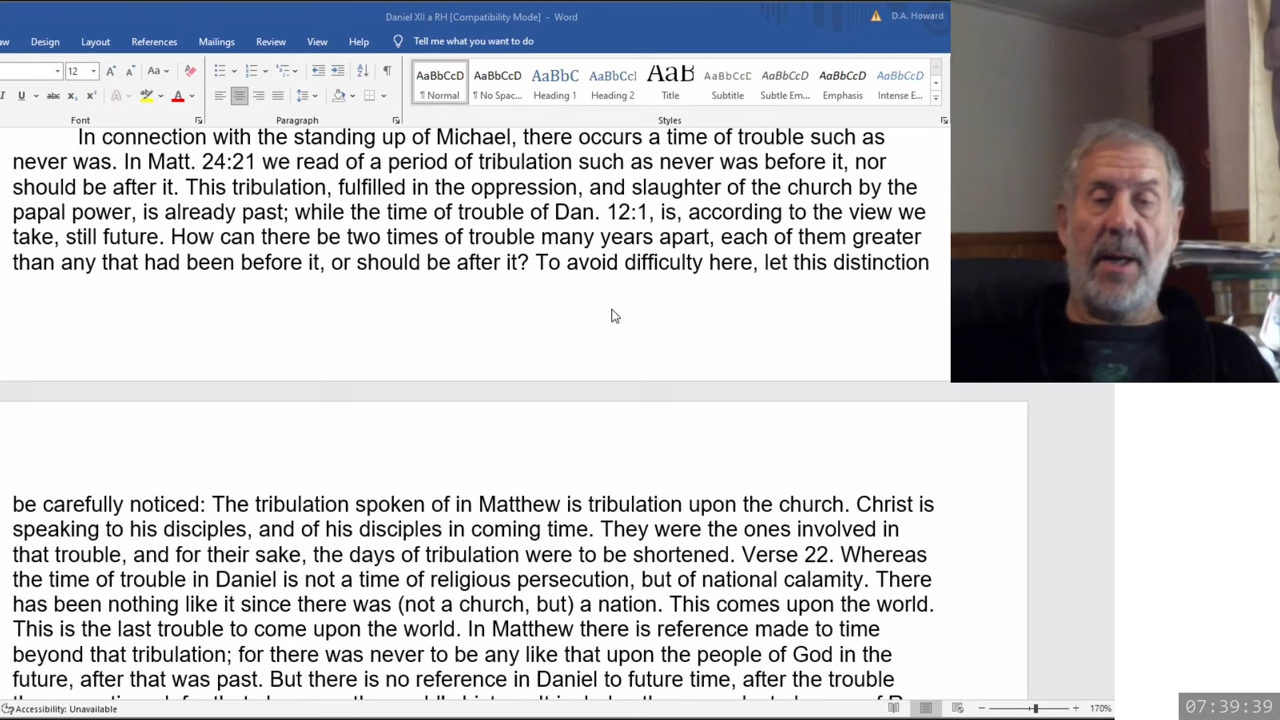 Daniel XII a RH [Compatibility Mode] - Word
D.A. Howard
Design Layout References Mailings Review View Help Tell me what you want to do
12
Aa
AaBbCcD AaBbCcD AaBbC AaBbCcI AaB AaBbCcD AaBbCcD AaBbCcD AaBbCcD
¶ Normal ¶ No Spac... Heading 1 Heading 2 Title Subtitle Subtle Em... Emphasis Intense E...
Font Paragraph Styles
In connection with the standing up of Michael, there occurs a time of trouble such as
never was. In Matt. 24:21 we read of a period of tribulation such as never was before it, nor
should be after it. This tribulation, fulfilled in the oppression, and slaughter of the church by the
papal power, is already past; while the time of trouble of Dan. 12:1, is, according to the view we
take, still future. How can there be two times of trouble many years apart, each of them greater
than any that had been before it, or should be after it? To avoid difficulty here, let this distinction
be carefully noticed: The tribulation spoken of in Matthew is tribulation upon the church. Christ is
speaking to his disciples, and of his disciples in coming time. They were the ones involved in
that trouble, and for their sake, the days of tribulation were to be shortened. Verse 22. Whereas
the time of trouble in Daniel is not a time of religious persecution, but of national calamity. There
has been nothing like it since there was (not a church, but) a nation. This comes upon the world.
This is the last trouble to come upon the world. In Matthew there is reference made to time
beyond that tribulation; for there was never to be any like that upon the people of God in the
future, after that was past. But there is no reference in Daniel to future time, after the trouble
Accessibility: Unavailable
170%
07:39:39